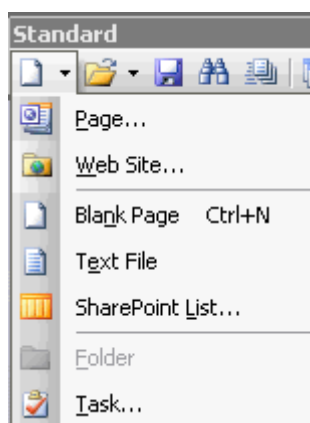 Standard
Page...
Web Site...
Blank Page Ctrl+N
Text File
SharePoint List...
Folder
Task...